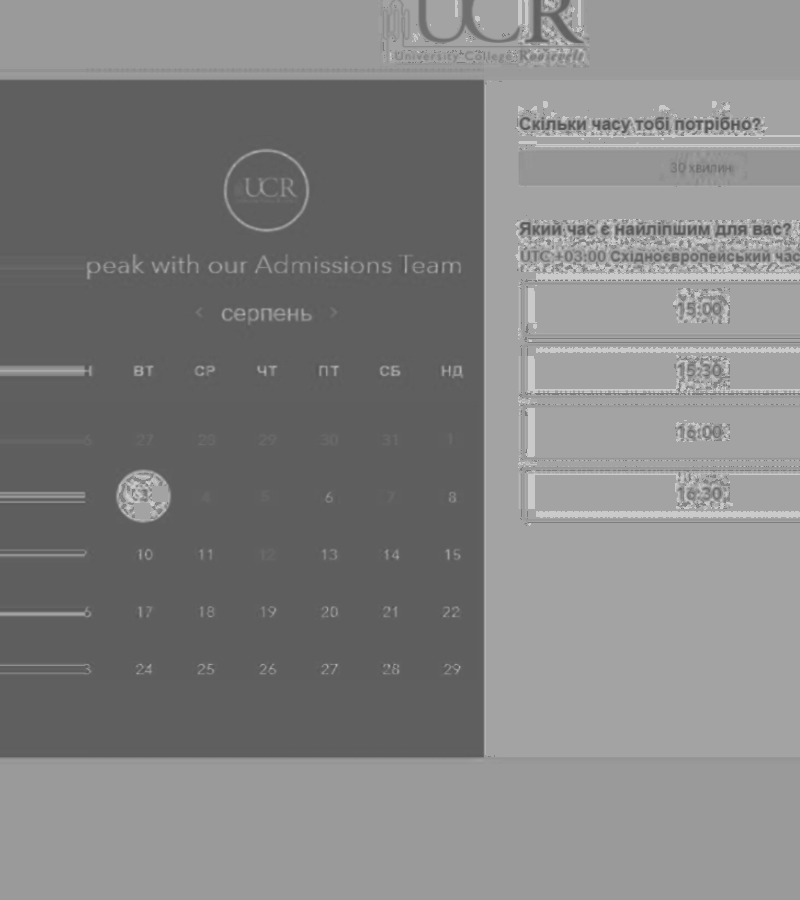 UCR
University College Roosevelt
UCR
peak with our Admissions Team
серпень
ВТ СР ЧТ ПТ СБ НД
27 28 29 30 31 1
4 5 6 7 8
10 11 12 13 14 15
6 17 18 19 20 21 22
3 24 25 26 27 28 29
Скільки часу тобі потрібно?
30 хвилин
Який час є найліпшим для вас?
UTC +03:00 Східноєвропейський час
15:00
15:30
16:00
16:30